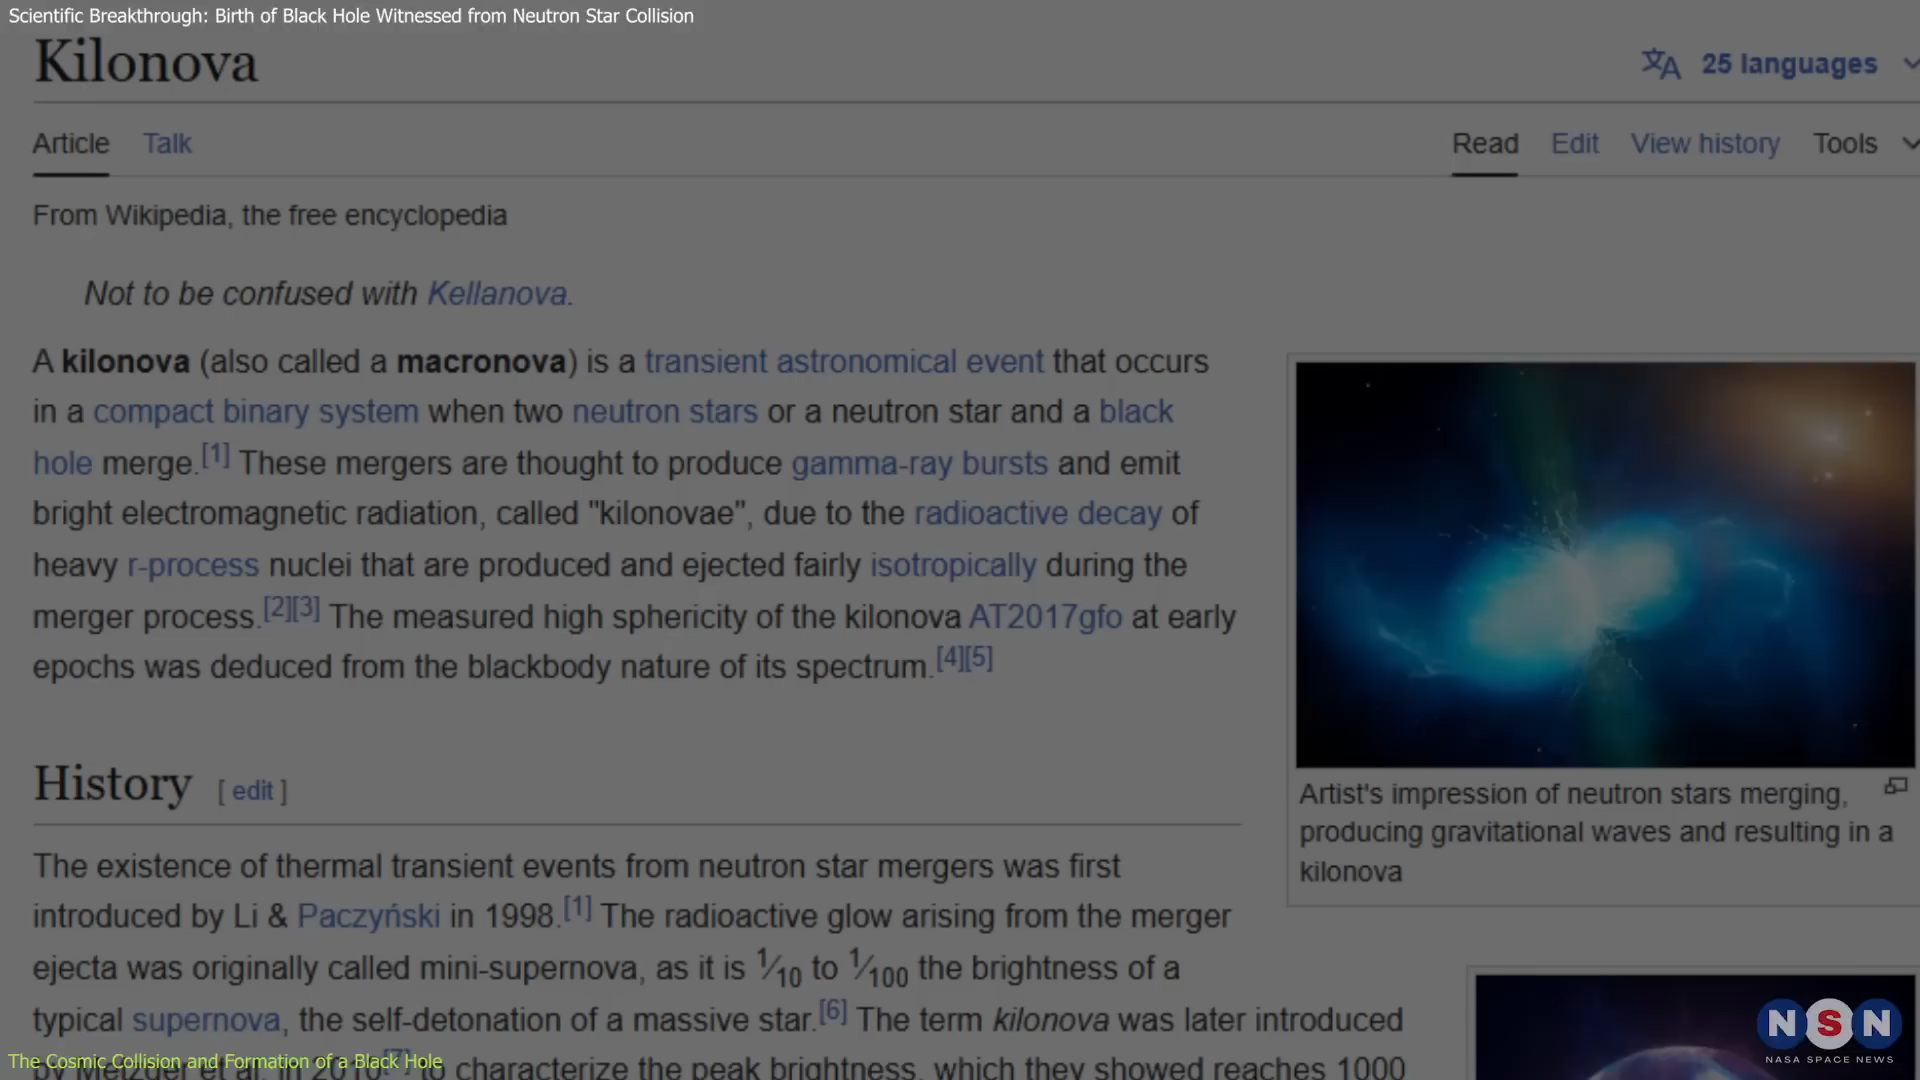 Scientific Breakthrough: Birth of Black Hole Witnessed from Neutron Star Collision
Kilonova
25 languages
Article Talk
Read Edit View history Tools
From Wikipedia, the free encyclopedia
Not to be confused with Kellanova.
A kilonova (also called a macronova) is a transient astronomical event that occurs
in a compact binary system when two neutron stars or a neutron star and a black
hole merge.[1] These mergers are thought to produce gamma-ray bursts and emit
bright electromagnetic radiation, called "kilonovae", due to the radioactive decay of
heavy r-process nuclei that are produced and ejected fairly isotropically during the
merger process.[2][3] The measured high sphericity of the kilonova AT2017gfo at early
epochs was deduced from the blackbody nature of its spectrum.[4][5]
Artist's impression of neutron stars merging,
producing gravitational waves and resulting in a
kilonova
History [ edit ]
The existence of thermal transient events from neutron star mergers was first
introduced by Li & Paczyński in 1998.[1] The radioactive glow arising from the merger
ejecta was originally called mini-supernova, as it is 1⁄10 to 1⁄100 the brightness of a
typical supernova, the self-detonation of a massive star.[6] The term kilonova was later introduced
by Metzger et al. in 2010[7] to characterize the peak brightness, which they showed reaches 1000
The Cosmic Collision and Formation of a Black Hole
NSN
NASA SPACE NEWS